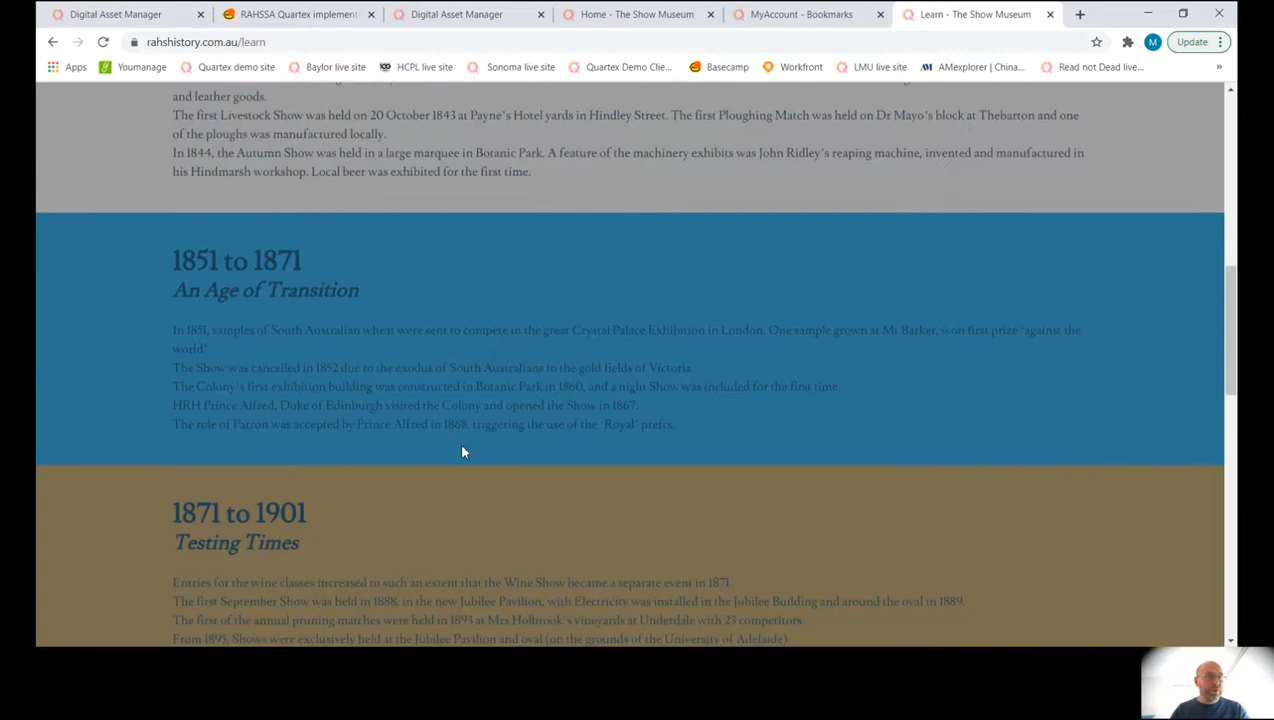 Digital Asset Manager
RAHSSA Quartex implement
Digital Asset Manager
Home - The Show Museum
MyAccount - Bookmarks
Learn - The Show Museum
rahshistory.com.au/learn
M
Update
Apps
Youmanage
Quartex demo site
Baylor live site
HCPL live site
Sonoma live site
Quartex Demo Clie...
Basecamp
Workfront
LMU live site
AMexplorer | China...
Read not Dead live...
»
and leather goods.
The first Livestock Show was held on 20 October 1843 at Payne's Hotel yards in Hindley Street. The first Ploughing Match was held on Dr Mayo's block at Thebarton and one
of the ploughs was manufactured locally.
In 1844, the Autumn Show was held in a large marquee in Botanic Park. A feature of the machinery exhibits was John Ridley's reaping machine, invented and manufactured in
his Hindmarsh workshop. Local beer was exhibited for the first time.
1851 to 1871
An Age of Transition
In 1851, samples of South Australian wheat were sent to compete in the great Crystal Palace Exhibition in London. One sample grown at Mt Barker, won first prize 'against the
world'
The Show was cancelled in 1852 due to the exodus of South Australians to the gold fields of Victoria
The Colony's first exhibition building was constructed in Botanic Park in 1860, and a night Show was included for the first time.
HRH Prince Alfred, Duke of Edinburgh visited the Colony and opened the Show in 1867.
The role of Patron was accepted by Prince Alfred in 1868, triggering the use of the 'Royal' prefix.
1871 to 1901
Testing Times
Entries for the wine classes increased to such an extent that the Wine Show became a separate event in 1871.
The first September Show was held in 1888, in the new Jubilee Pavilion, with Electricity was installed in the Jubilee Building and around the oval in 1889.
The first of the annual pruning matches were held in 1893 at Mrs Holbrook's vineyards at Underdale with 23 competitors.
From 1895, Shows were exclusively held at the Jubilee Pavilion and oval (on the grounds of the University of Adelaide)